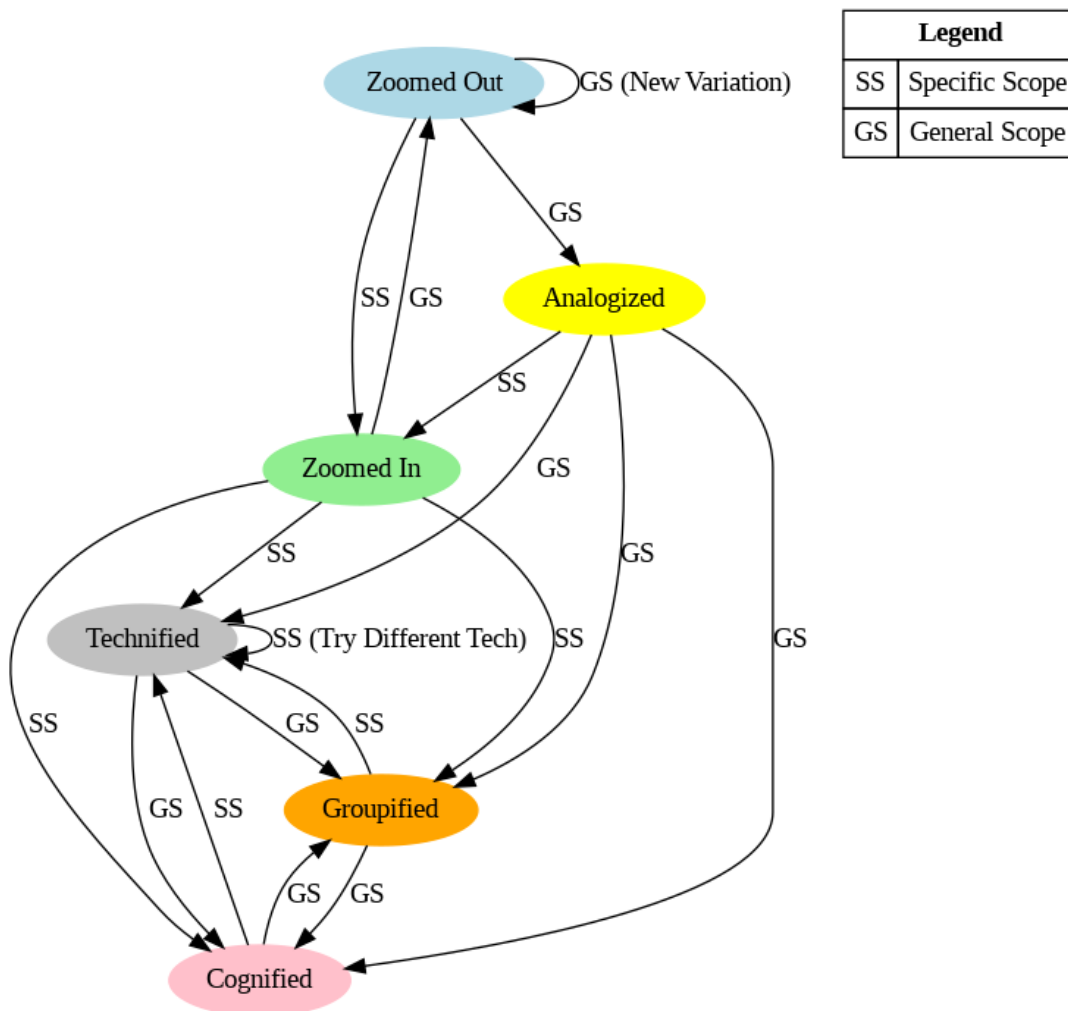 Legend
SS Specific Scope
GS General Scope
Zoomed Out
GS (New Variation)
GS
Analogized
SS
GS
SS
Zoomed In
GS
SS
GS
Technified
SS (Try Different Tech)
SS
GS
SS
GS
SS
Groupified
GS
SS
GS
GS
Cognified